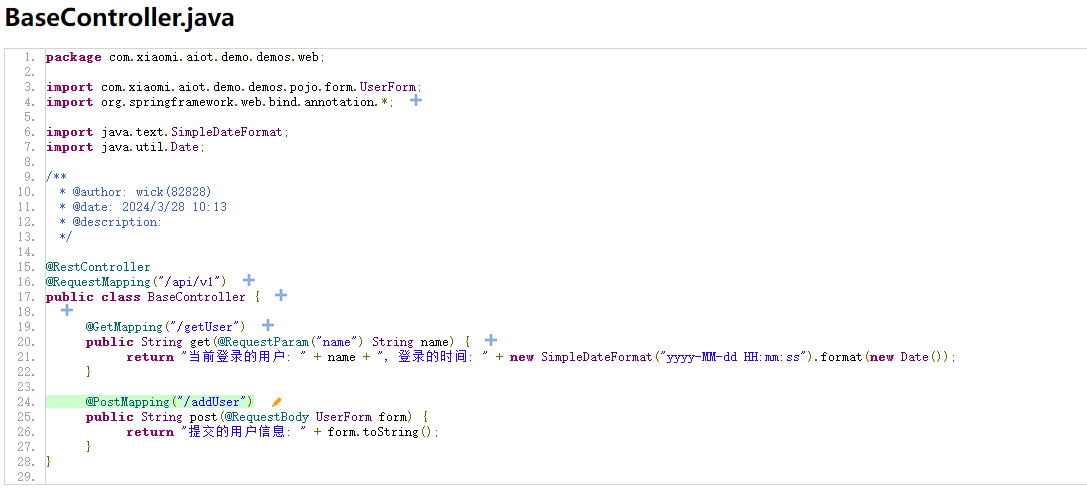 BaseController.java
1. package com.xiaomi.aiot.demo.demos.web;
2.
3. import com.xiaomi.aiot.demo.demos.pojo.form.UserForm;
4. import org.springframework.web.bind.annotation.*;
5.
6. import java.text.SimpleDateFormat;
7. import java.util.Date;
8.
9. /**
10. * @author: wick(82828)
11. * @date: 2024/3/28 10:13
12. * @description:
13. */
14.
15. @RestController
16. @RequestMapping("/api/v1")
17. public class BaseController {
18.
19. @GetMapping("/getUser")
20. public String get(@RequestParam("name") String name) {
21. return "当前登录的用户: " + name + ", 登录的时间: " + new SimpleDateFormat("yyyy-MM-dd HH:mm:ss").format(new Date());
22. }
23.
24. @PostMapping("/addUser")
25. public String post(@RequestBody UserForm form) {
26. return "提交的用户信息: " + form.toString();
27. }
28. }
29.